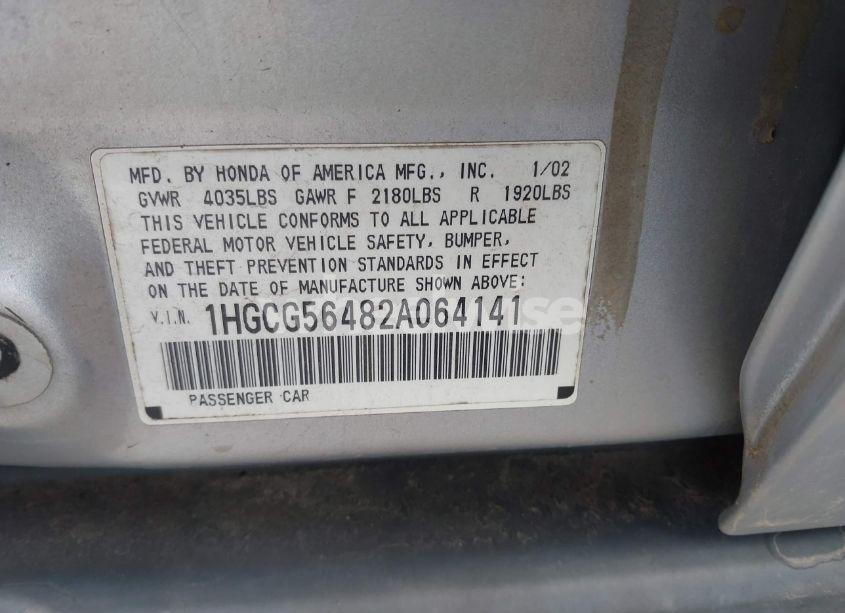 MFD. BY HONDA OF AMERICA MFG., INC. 1/02
GVWR 4035LBS GAWR F 2180LBS R 1920LBS
THIS VEHICLE CONFORMS TO ALL APPLICABLE
FEDERAL MOTOR VEHICLE SAFETY, BUMPER,
AND THEFT PREVENTION STANDARDS IN EFFECT
ON THE DATE OF MANUFACTURE SHOWN ABOVE:
V.I.N. 1HGCG56482A064141
PASSENGER CAR